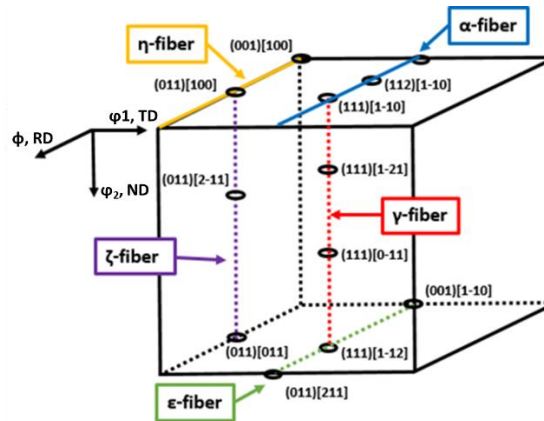 α-fiber
η-fiber
(001)[100]
(011)[100]
(112)[1-10]
(111)[1-10]
φ1, TD
ϕ, RD
φ2, ND
(011)[2-11]
(111)[1-21]
γ-fiber
ζ-fiber
(111)[0-11]
(001)[1-10]
(011)[011]
(111)[1-12]
(011)[211]
ε-fiber